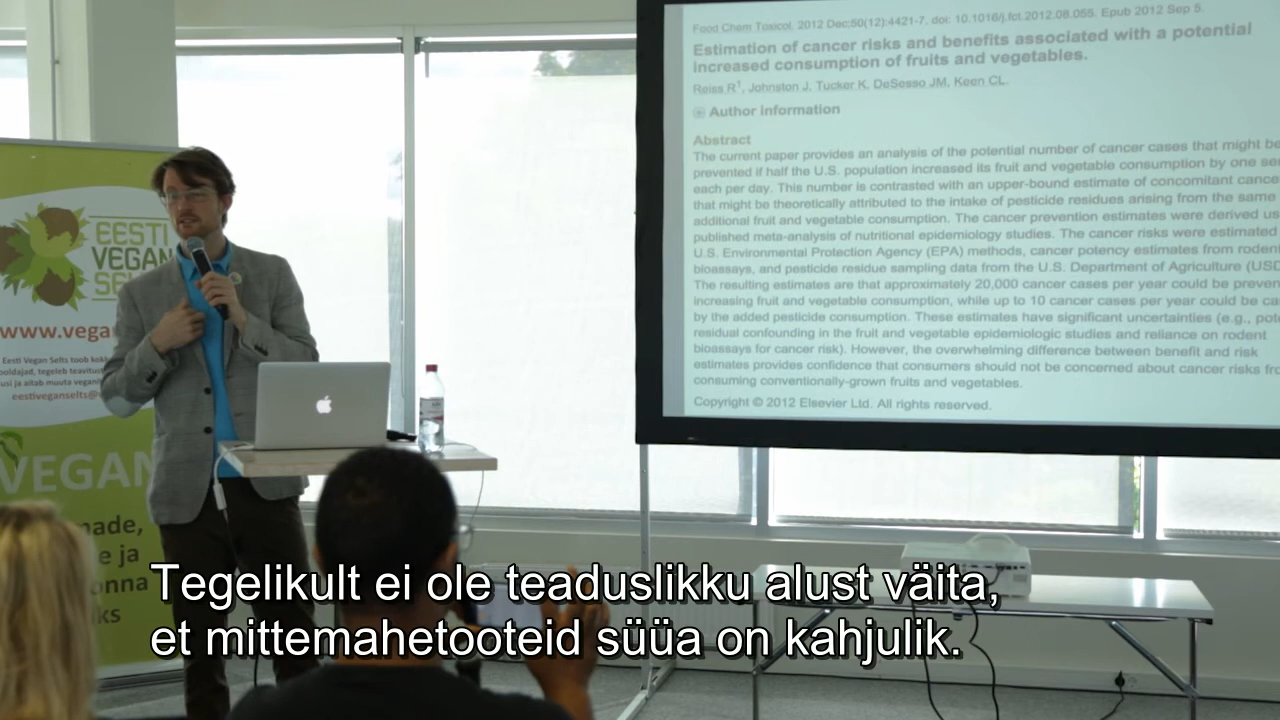 Food Chem Toxicol. 2012 Dec;50(12):4421-7. doi: 10.1016/j.fct.2012.08.055. Epub 2012 Sep 5.
Estimation of cancer risks and benefits associated with a potential
increased consumption of fruits and vegetables.
Reiss R1, Johnston J, Tucker K, DeSesso JM, Keen CL.
Author information
Abstract
The current paper provides an analysis of the potential number of cancer cases that might be
prevented if half the U.S. population increased its fruit and vegetable consumption by one
each per day. This number is contrasted with an upper-bound estimate of concomitant
that might be theoretically attributed to the intake of pesticide residues arising from the same
additional fruit and vegetable consumption. The cancer prevention estimates were derived
published meta-analysis of nutritional epidemiology studies. The cancer risks were estimated
U.S. Environmental Protection Agency (EPA) methods, cancer potency estimates from rodent
bioassays, and pesticide residue sampling data from the U.S. Department of Agriculture
The resulting estimates are that approximately 20,000 cancer cases per year could be
increasing fruit and vegetable consumption, while up to 10 cancer cases per year could be
by the added pesticide consumption. These estimates have significant uncertainties (e.g.,
residual confounding in the fruit and vegetable epidemiologic studies and reliance on rodent
bioassays for cancer risk). However, the overwhelming difference between benefit and risk
estimates provides confidence that consumers should not be concerned about cancer risks
consuming conventionally-grown fruits and vegetables.
Copyright © 2012 Elsevier Ltd. All rights reserved.
EESTI
VEGAN
SE
www.vega
Eesti Vegan Selts toob
eestiveganselts@
VEGAN
Tegelikult ei ole teaduslikku alust väita,
et mittemahetooteid süüa on kahjulik.